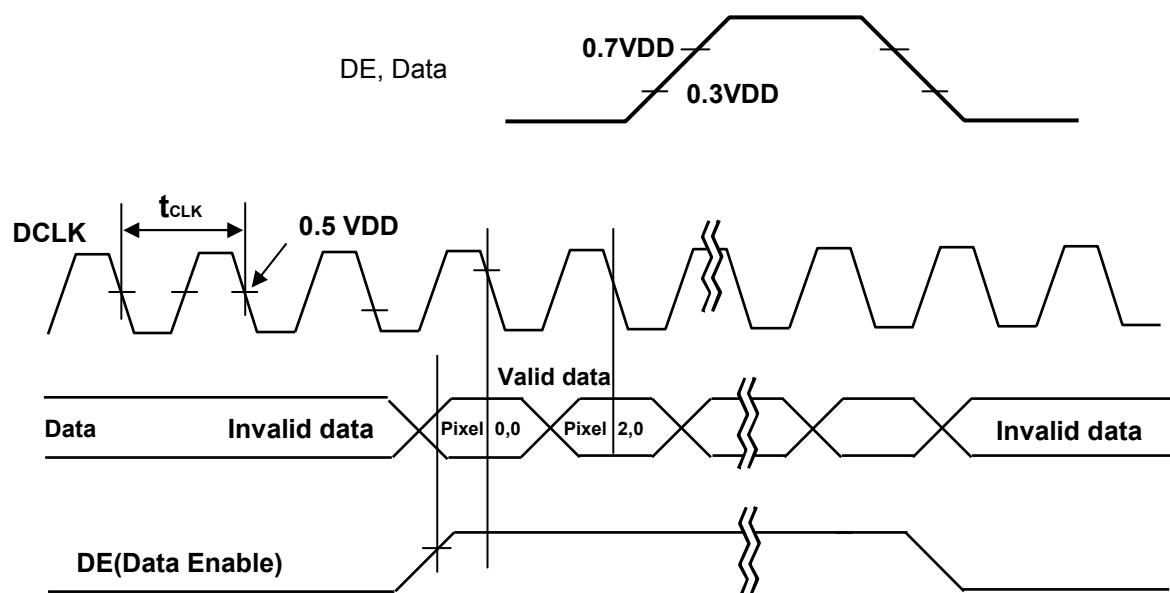 0.7VDD
DE, Data
0.3VDD
tCLK
0.5 VDD
DCLK
Valid data
Data
Invalid data
Pixel 0,0
Pixel 2,0
Invalid data
DE(Data Enable)